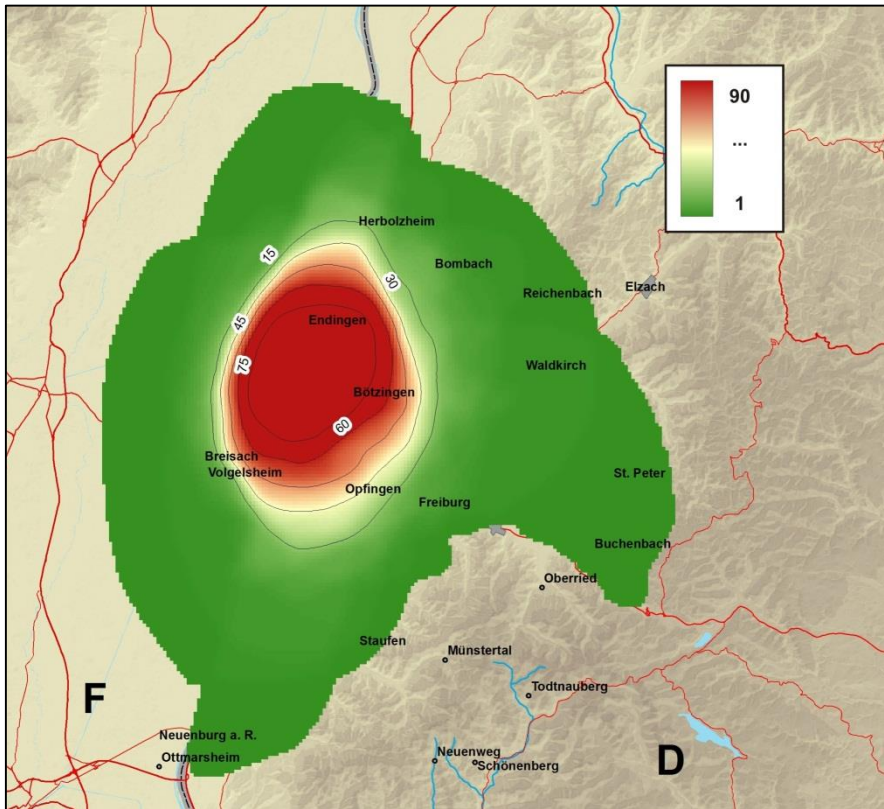 90
...
1
Herbolzheim
15
Bombach
30
Elzach
Reichenbach
Endingen
45
75
Waldkirch
Bötzingen
60
Breisach
Volgelsheim
St. Peter
Opfingen
Freiburg
Buchenbach
Oberried
Staufen
Münstertal
F
Todtnauberg
Neuenburg a. R.
Ottmarsheim
Neuenweg
Schönenberg
D